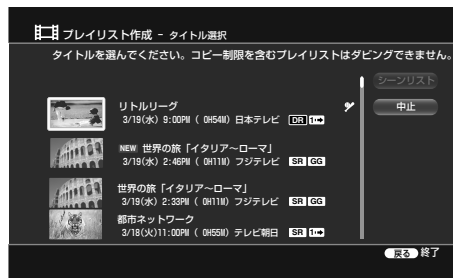 プレイリスト作成 - タイトル選択
タイトルを選んでください。コピー制限を含むプレイリストはダビングできません。
シーンリスト
中止
リトルリーグ
3/19(水) 9:00PM ( 0H54M) 日本テレビ DR 1
NEW 世界の旅「イタリア～ローマ」
3/19(水) 2:46PM ( 0H11M) フジテレビ SR GG
世界の旅「イタリア～ローマ」
3/19(水) 2:33PM ( 0H11M) フジテレビ SR GG
都市ネットワーク
3/18(火)11:00PM ( 0H55M) テレビ朝日 SR 1
戻る 終了